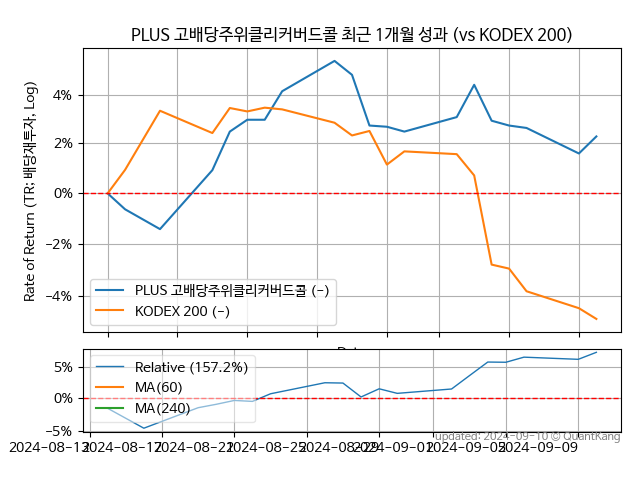 PLUS 고배당주위클리커버드콜 최근 1개월 성과 (vs KODEX 200)
Rate of Return (TR: 배당재투자, Log)
4%
2%
0%
−2%
−4%
PLUS 고배당주위클리커버드콜 (-)
KODEX 200 (-)
5%
0%
−5%
Relative (157.2%)
MA(60)
MA(240)
updated: 2024-09-10 © QuantKang
2024-08-13 2024-08-17 2024-08-21 2024-08-25 2024-08-29 2024-09-01 2024-09-05 2024-09-09